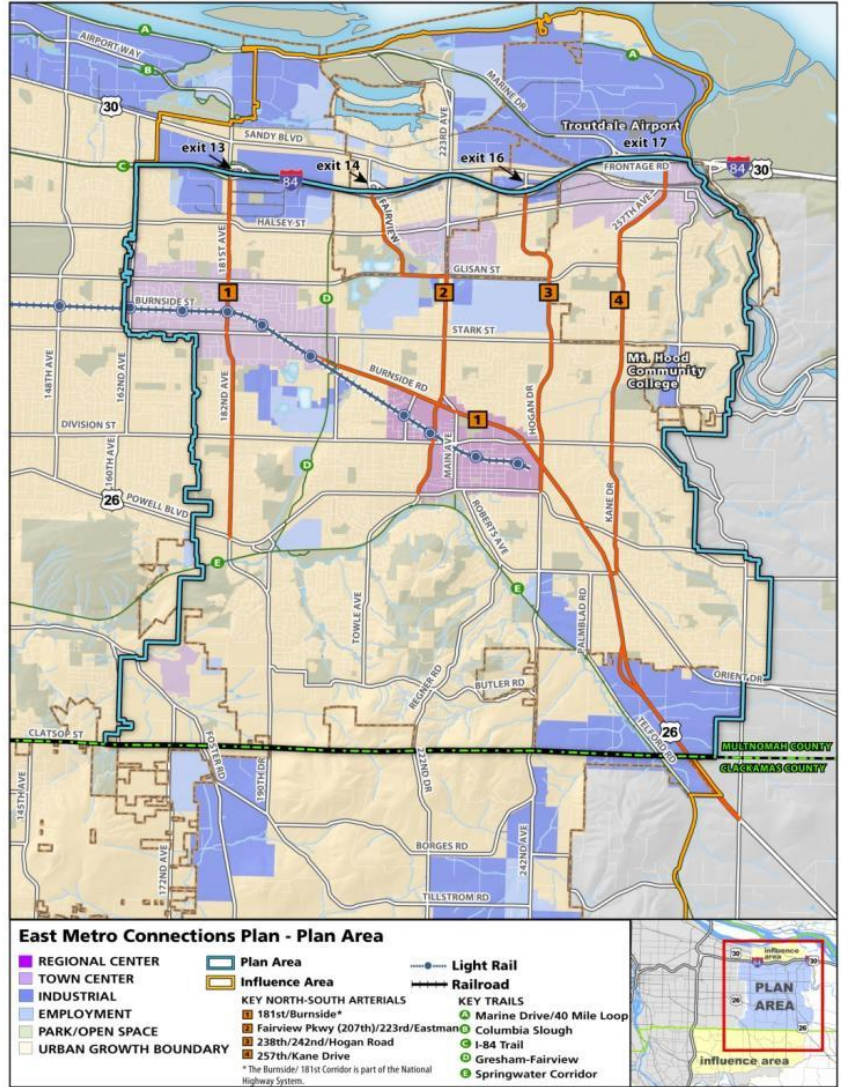 A
AIRPORT WAY
B
A
30
MARINE DR
223RD AVE
Troutdale Airport
SANDY BLVD
exit 13
exit 14
exit 16
exit 17
FRONTAGE RD
C
84
84
30
FAIRVIEW
HALSEY ST
257TH AVE
181ST AVE
GLISAN ST
1
2
3
4
D
BURNSIDE ST
STARK ST
148TH AVE
162ND AVE
182ND AVE
BURNSIDE RD
Mt. Hood
Community
College
1
HOGAN DR
DIVISION ST
MAIN AVE
160TH AVE
D
26
POWELL BLVD
KANE DR
ROBERTS AVE
E
E
TOWLE AVE
PALMBLAD RD
REGNER RD
BUTLER RD
ORIENT DR
26
TELFORD RD
CLATSOP ST
MULTNOMAH COUNTY
CLACKAMAS COUNTY
FOSTER RD
190TH DR
222ND DR
145TH AVE
172ND AVE
BORGES RD
242ND AVE
TILLSTROM RD
East Metro Connections Plan - Plan Area
REGIONAL CENTER
TOWN CENTER
INDUSTRIAL
EMPLOYMENT
PARK/OPEN SPACE
URBAN GROWTH BOUNDARY
Plan Area
Influence Area
KEY NORTH-SOUTH ARTERIALS
1 181st/Burnside*
2 Fairview Pkwy (207th)/223rd/Eastman
3 238th/242nd/Hogan Road
4 257th/Kane Drive
* The Burnside/ 181st Corridor is part of the National
Highway System.
Light Rail
Railroad
KEY TRAILS
A Marine Drive/40 Mile Loop
B Columbia Slough
C I-84 Trail
D Gresham-Fairview
E Springwater Corridor
30
influence
area
30
84
PLAN
AREA
26
26
influence area